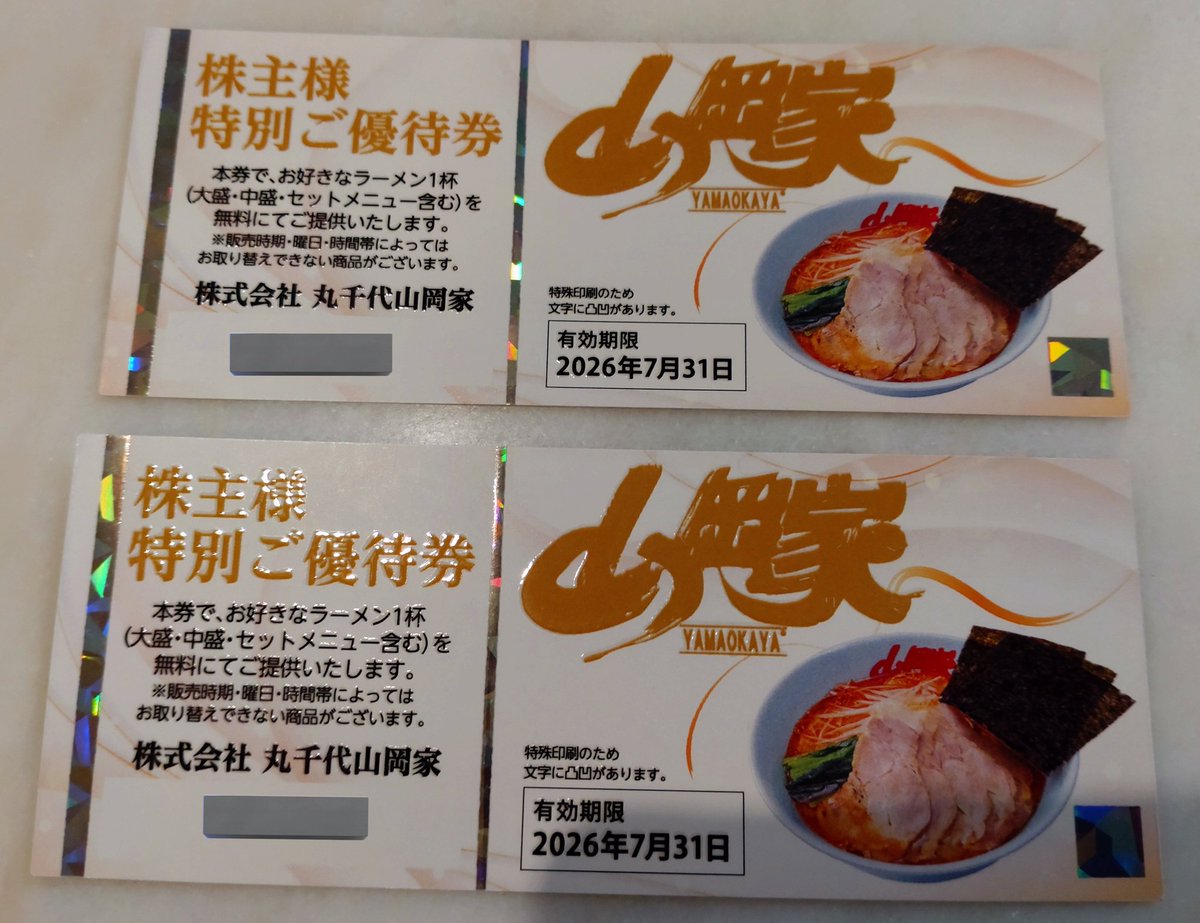 株主様
特別ご優待券
本券で、お好きなラーメン1杯
(大盛・中盛・セットメニュー含む)を
無料にてご提供いたします。
※販売時期・曜日・時間帯によっては
お取り替えできない商品がございます。
株式会社 丸千代山岡家
山岡家
YAMAOKAYA®
特殊印刷のため
文字に凸凹があります。
有効期限
2026年7月31日
株主様
特別ご優待券
本券で、お好きなラーメン1杯
(大盛・中盛・セットメニュー含む)を
無料にてご提供いたします。
※販売時期・曜日・時間帯によっては
お取り替えできない商品がございます。
株式会社 丸千代山岡家
山岡家
YAMAOKAYA®
特殊印刷のため
文字に凸凹があります。
有効期限
2026年7月31日